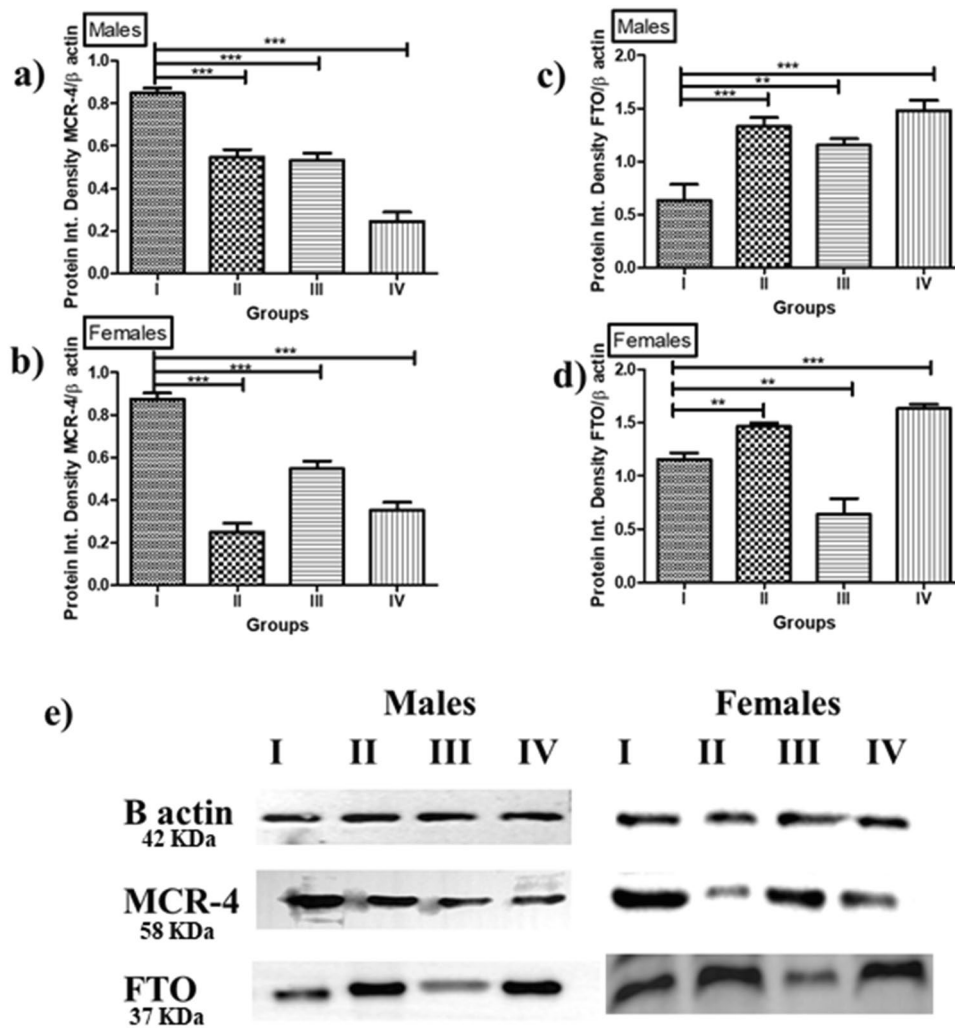 a)
Males
Protein Int. Density MCR-4/β actin
1.0
0.8
0.6
0.4
0.2
0.0
***
***
***
I II III IV
Groups
b)
Females
Protein Int. Density MCR-4/β actin
1.0
0.8
0.6
0.4
0.2
0.0
***
***
***
I II III IV
Groups
c)
Males
Protein Int. Density FTO/β actin
2.0
1.5
1.0
0.5
0.0
***
**
***
I II III IV
Groups
d)
Females
Protein Int. Density FTO/β actin
2.0
1.5
1.0
0.5
0.0
***
**
**
I II III IV
Groups
e)
Males Females
I II III IV I II III IV
B actin
42 KDa
MCR-4
58 KDa
FTO
37 KDa